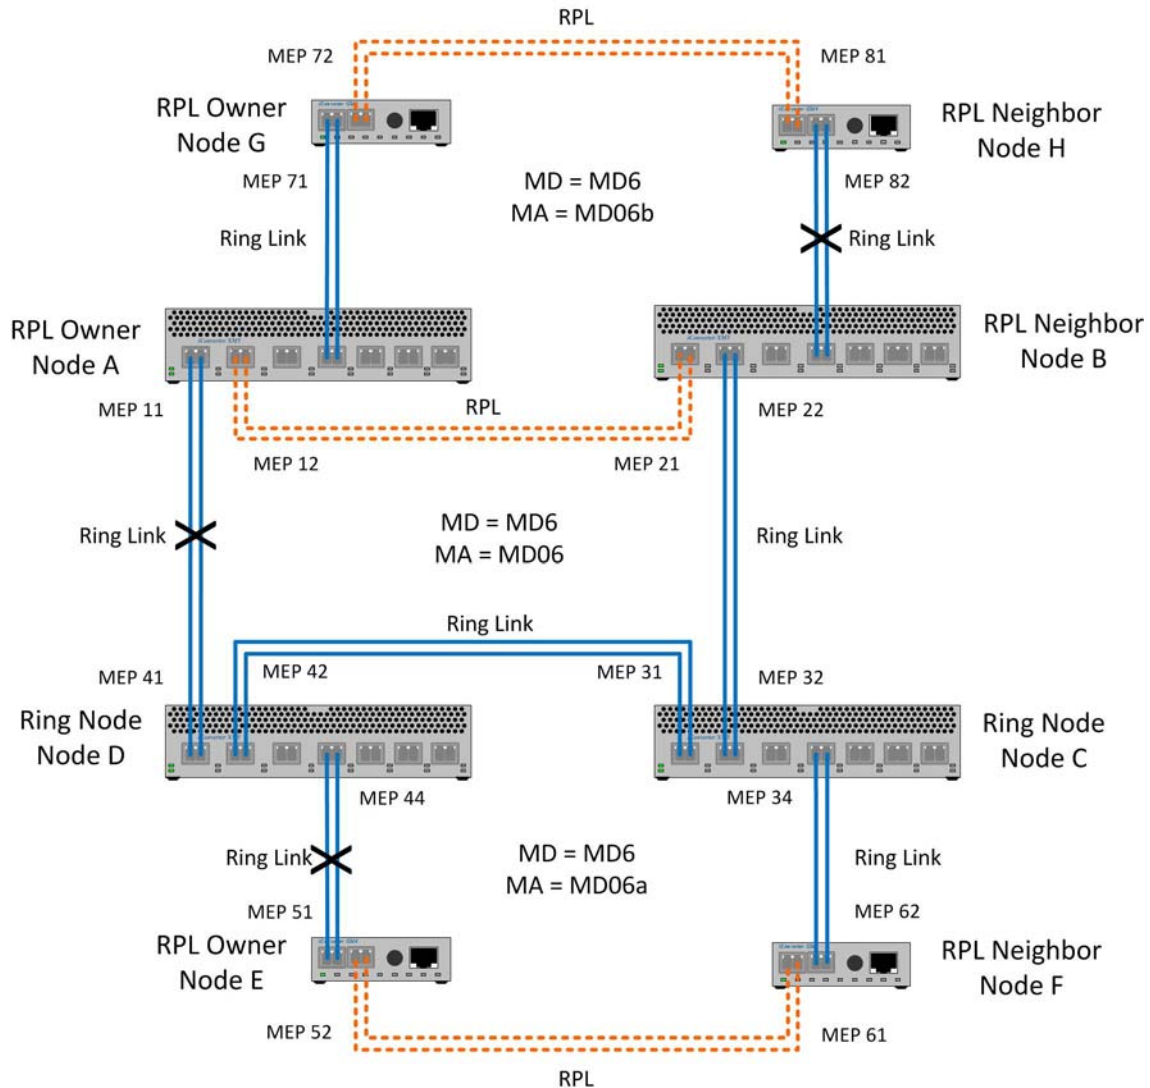 RPL
MEP 72
MEP 81
RPL Owner
Node G
RPL Neighbor
Node H
MEP 71
MEP 82
MD = MD6
MA = MD06b
Ring Link
Ring Link
RPL Owner
Node A
RPL Neighbor
Node B
MEP 11
RPL
MEP 22
MEP 12
MEP 21
Ring Link
MD = MD6
MA = MD06
Ring Link
Ring Link
MEP 41
MEP 42
MEP 31
MEP 32
Ring Node
Node D
Ring Node
Node C
MEP 44
MEP 34
Ring Link
MD = MD6
MA = MD06a
Ring Link
MEP 51
MEP 62
RPL Owner
Node E
RPL Neighbor
Node F
MEP 52
MEP 61
RPL